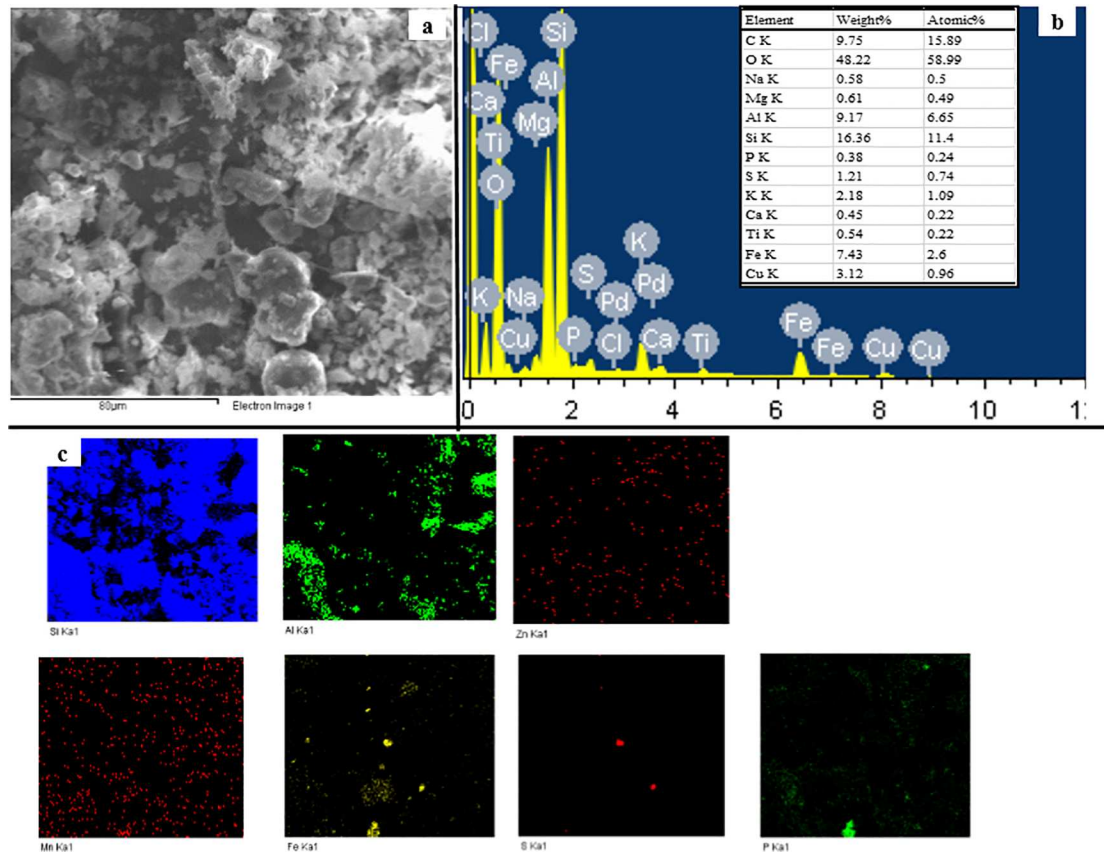 a
80µm
Electron Image 1
b
Cl
Si
Fe
Al
Ca
Mg
Ti
O
K
S
K
Na
Pd
Pd
Cu
P
Cl
Ca
Ti
Fe
Fe
Cu
Cu
0 2 4 6 8 10
Element Weight% Atomic%
C K 9.75 15.89
O K 48.22 58.99
Na K 0.58 0.5
Mg K 0.61 0.49
Al K 9.17 6.65
Si K 16.36 11.4
P K 0.38 0.24
S K 1.21 0.74
K K 2.18 1.09
Ca K 0.45 0.22
Ti K 0.54 0.22
Fe K 7.43 2.6
Cu K 3.12 0.96
c
Si Ka1
Al Ka1
Zn Ka1
Mn Ka1
Fe Ka1
S Ka1
P Ka1